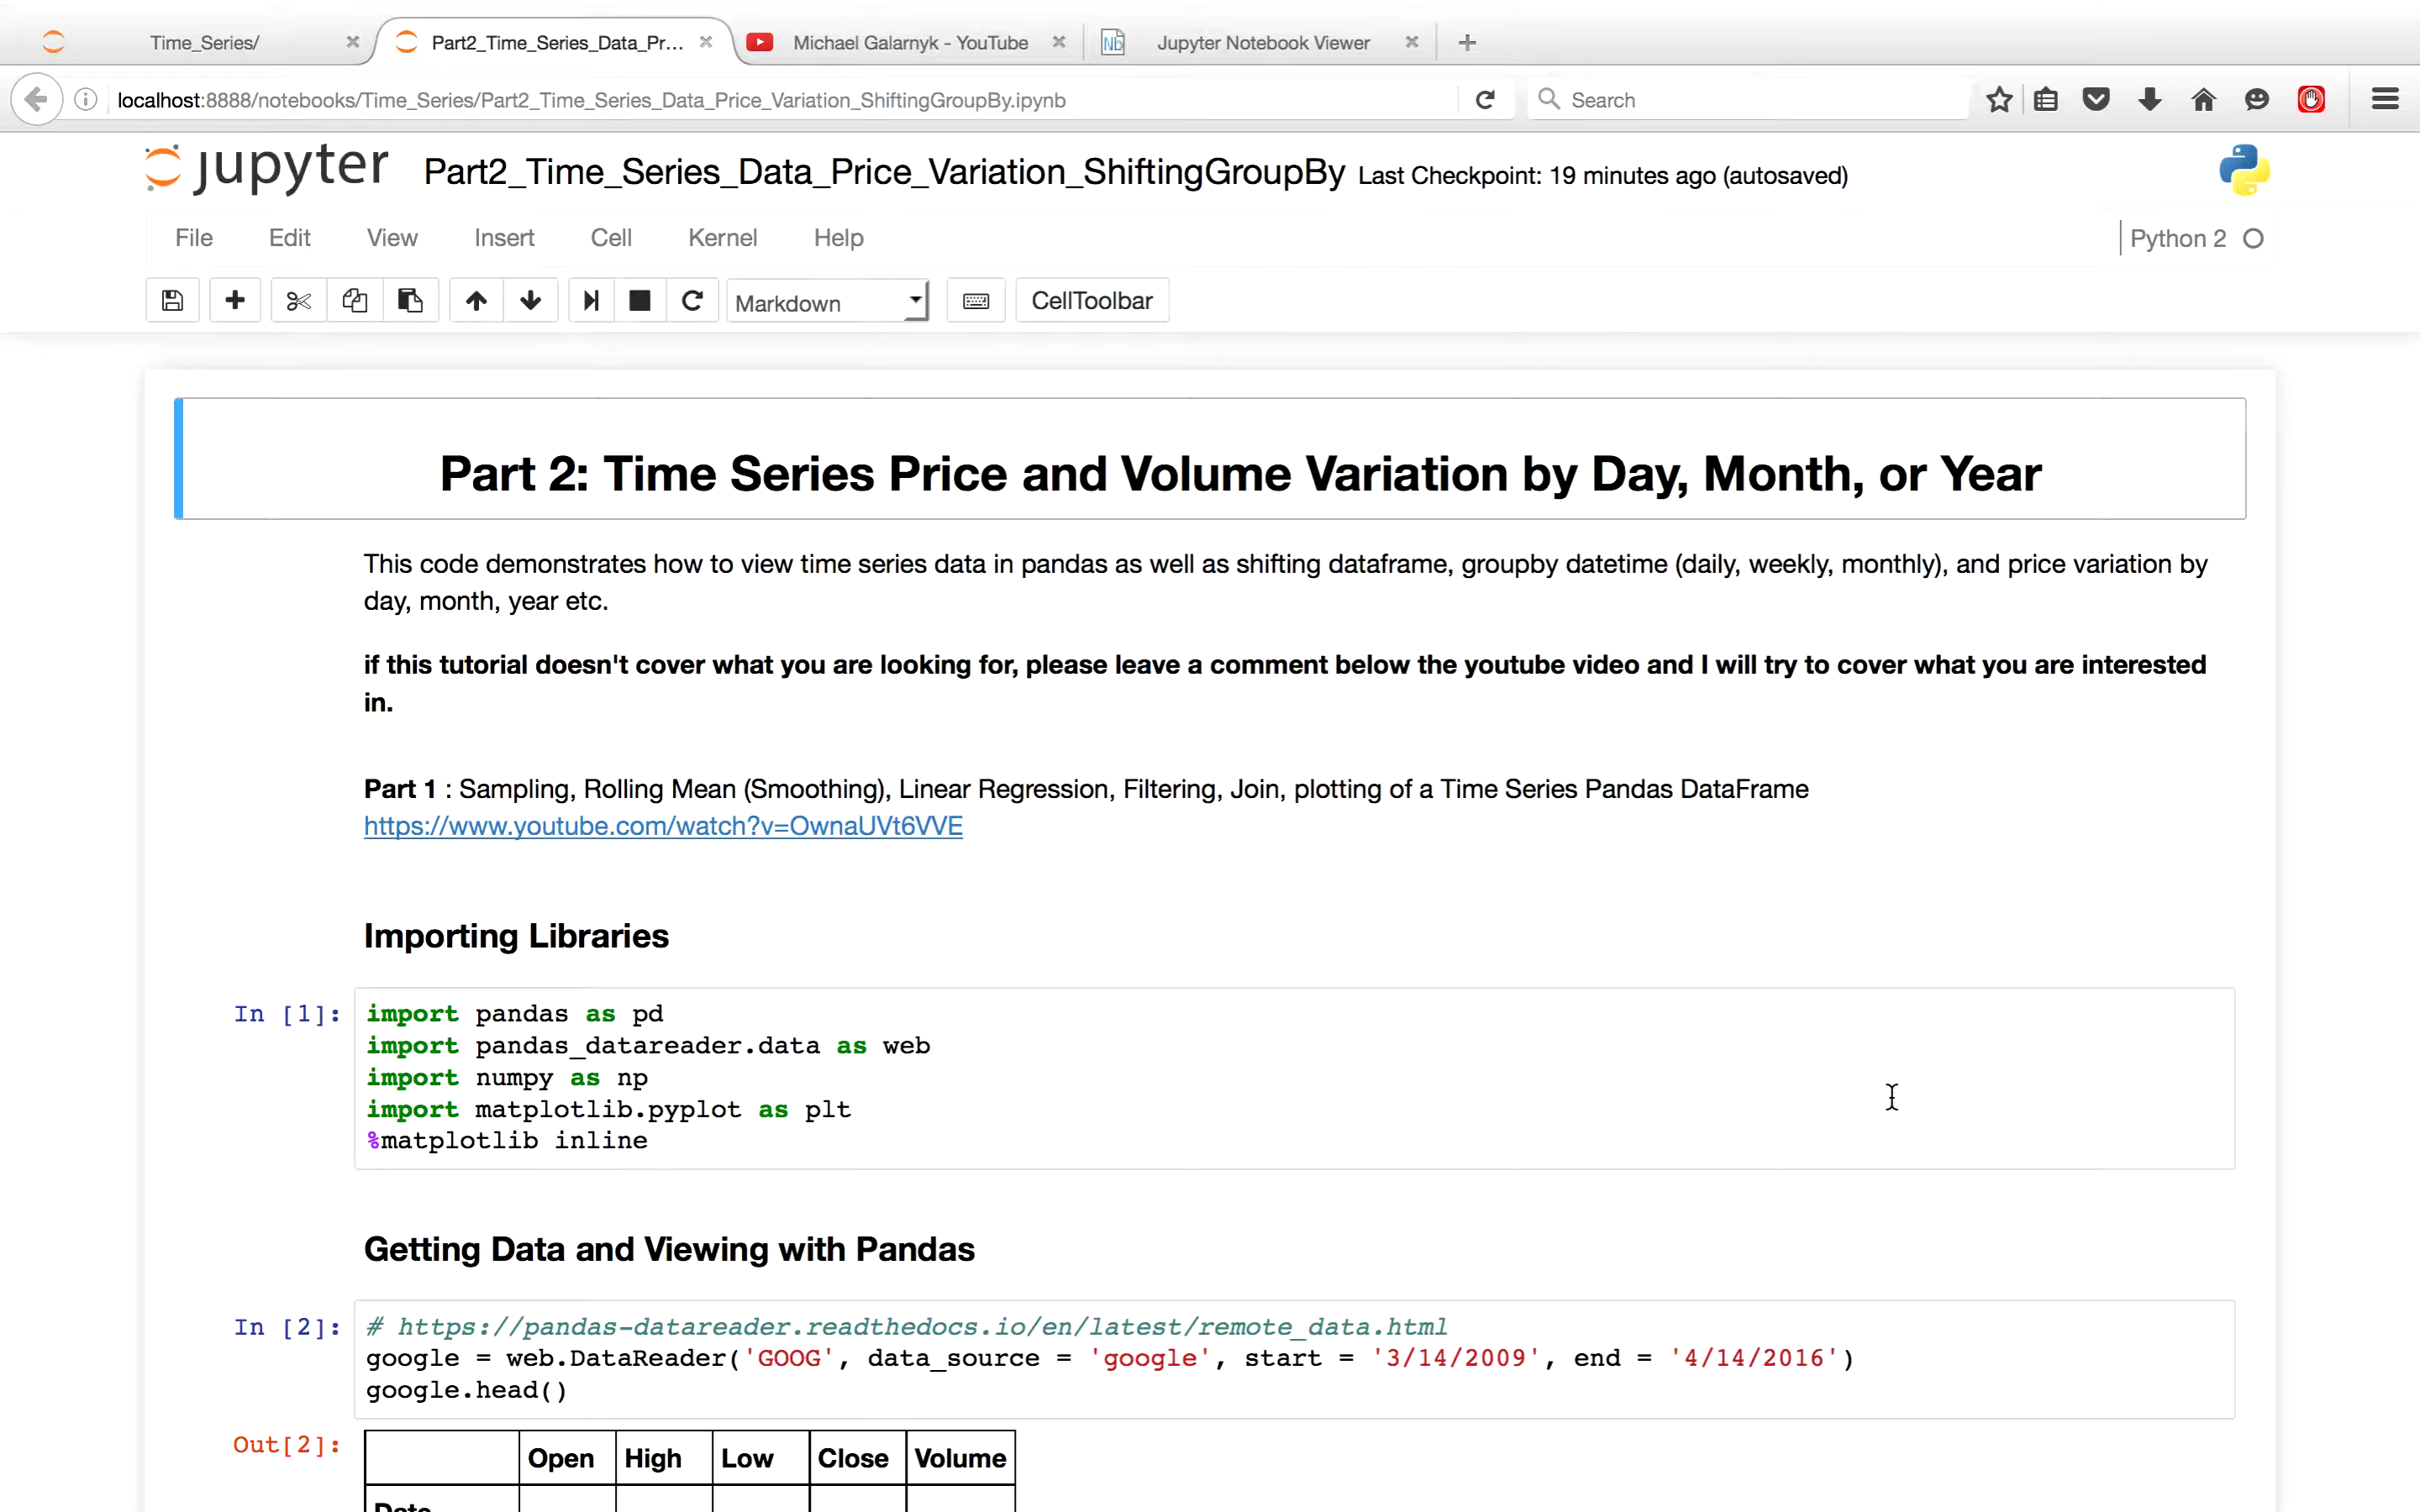 Time_Series/
Part2_Time_Series_Data_Pr...
Michael Galarnyk - YouTube
Nb
Jupyter Notebook Viewer
localhost:8888/notebooks/Time_Series/Part2_Time_Series_Data_Price_Variation_ShiftingGroupBy.ipynb
Search
jupyter Part2_Time_Series_Data_Price_Variation_ShiftingGroupBy Last Checkpoint: 19 minutes ago (autosaved)
File Edit View Insert Cell Kernel Help
Python 2
Markdown
CellToolbar
Part 2: Time Series Price and Volume Variation by Day, Month, or Year
This code demonstrates how to view time series data in pandas as well as shifting dataframe, groupby datetime (daily, weekly, monthly), and price variation by
day, month, year etc.
if this tutorial doesn't cover what you are looking for, please leave a comment below the youtube video and I will try to cover what you are interested
in.
Part 1 : Sampling, Rolling Mean (Smoothing), Linear Regression, Filtering, Join, plotting of a Time Series Pandas DataFrame
https://www.youtube.com/watch?v=OwnaUVt6VVE
Importing Libraries
In [1]: import pandas as pd
import pandas_datareader.data as web
import numpy as np
import matplotlib.pyplot as plt
%matplotlib inline
Getting Data and Viewing with Pandas
In [2]: # https://pandas-datareader.readthedocs.io/en/latest/remote_data.html
google = web.DataReader('GOOG', data_source = 'google', start = '3/14/2009', end = '4/14/2016')
google.head()
Out[2]:
Open High Low Close Volume
Date